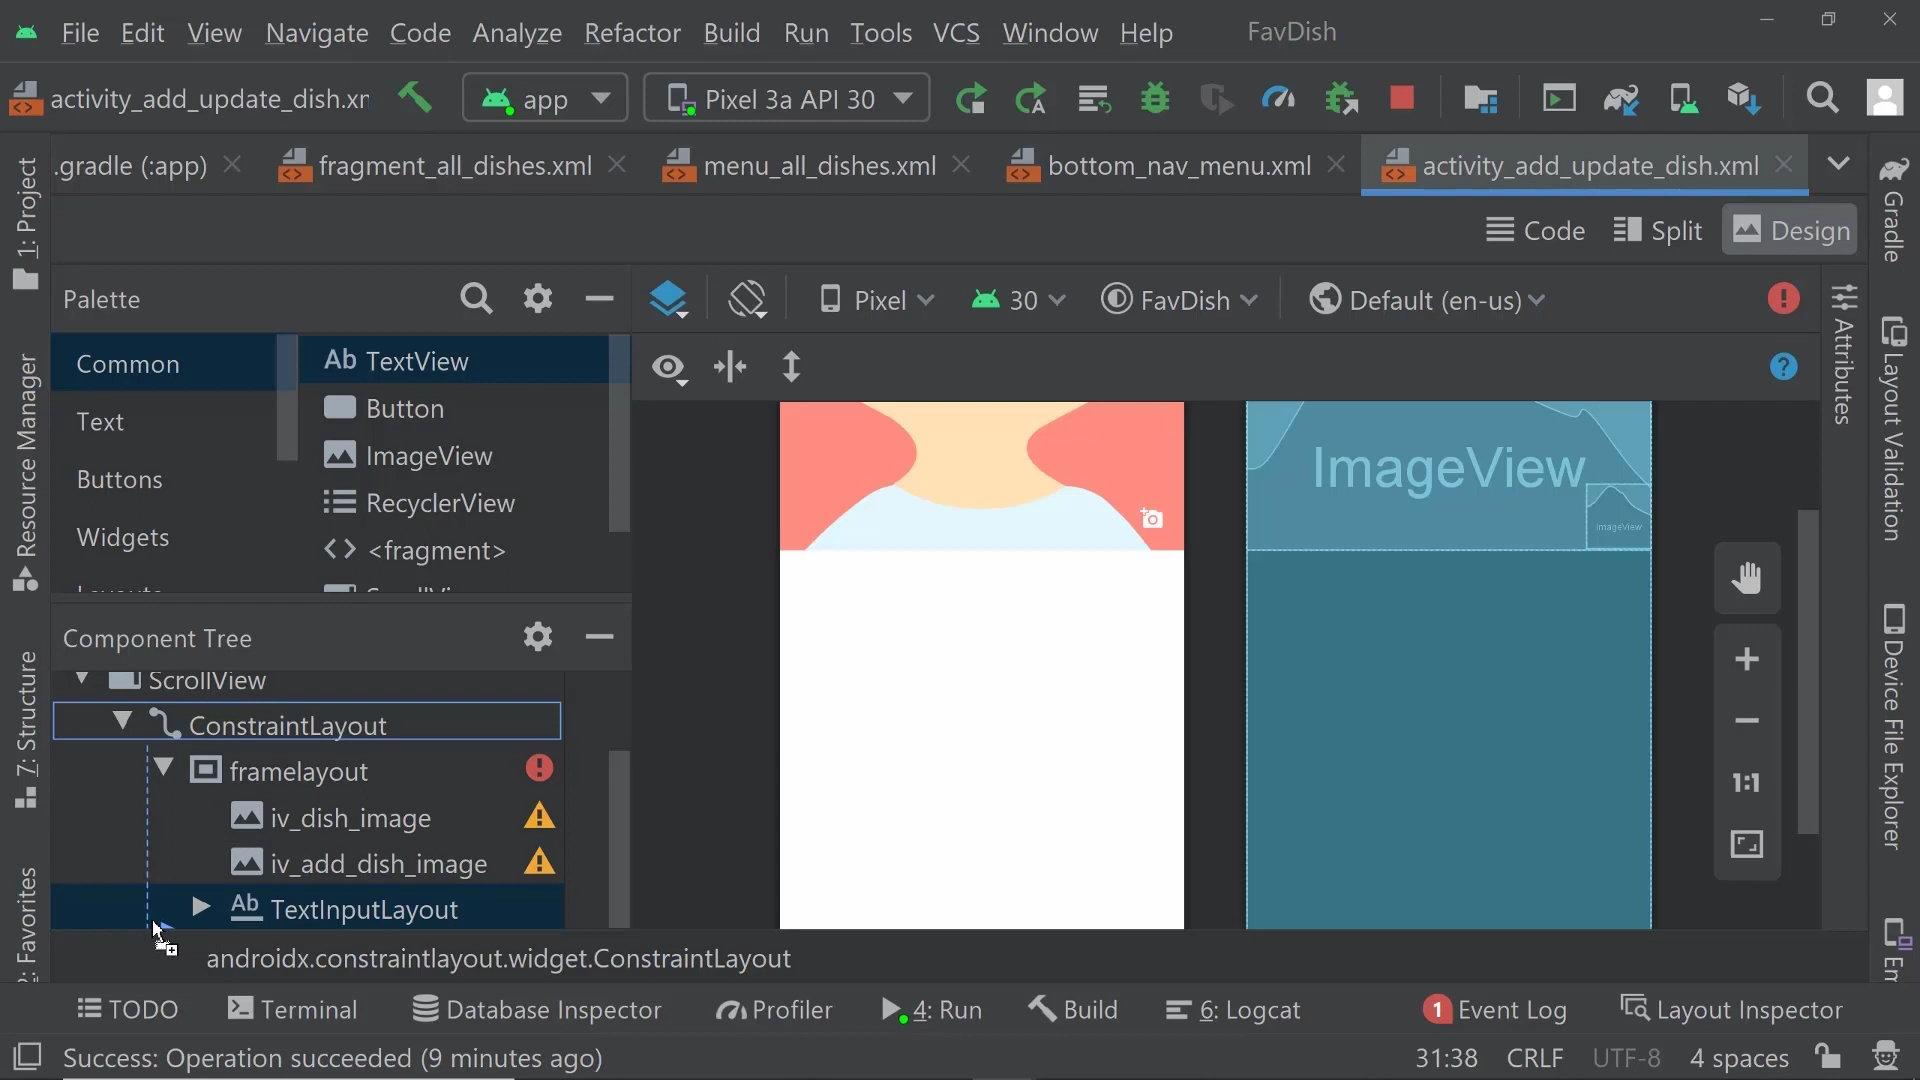 File Edit View Navigate Code Analyze Refactor Build Run Tools VCS Window Help FavDish
activity_add_update_dish.xr app Pixel 3a API 30
.gradle (:app) fragment_all_dishes.xml menu_all_dishes.xml bottom_nav_menu.xml activity_add_update_dish.xml
Code Split Design
Palette Pixel 30 FavDish Default (en-us)
Common
Text
Buttons
Widgets
Ab TextView
Button
ImageView
RecyclerView
<> <fragment>
ImageView
ImageView
1:1
Component Tree
ScrollView
ConstraintLayout
framelayout
iv_dish_image
iv_add_dish_image
Ab TextInputLayout
androidx.constraintlayout.widget.ConstraintLayout
1: Project
Resource Manager
7: Structure
Favorites
Gradle
Attributes
Layout Validation
Device File Explorer
TODO Terminal Database Inspector Profiler 4: Run Build 6: Logcat 1 Event Log Layout Inspector
Success: Operation succeeded (9 minutes ago) 31:38 CRLF UTF-8 4 spaces